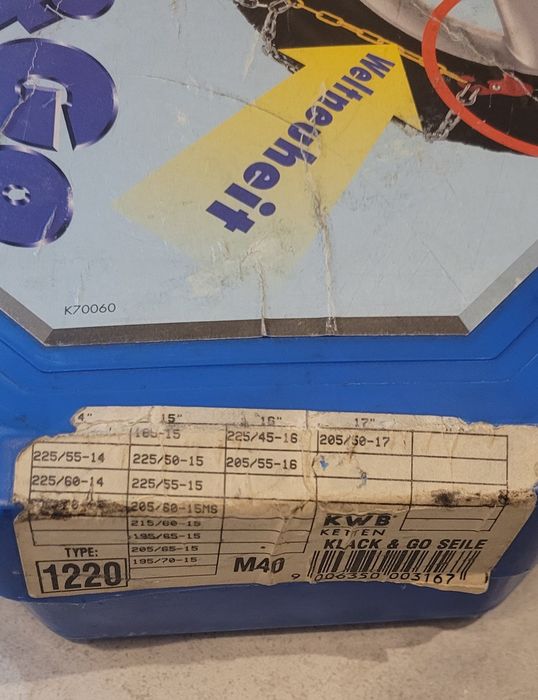 Weltneuheit
K70060
4" 15" 16" 17"
165-15 225/45-16 205/50-17
225/55-14 225/50-15 205/55-16
225/60-14 225/55-15
205/60-15MS
215/60-15
195/65-15
205/65-15
195/70-15
TYPE:
1220
M40
KWB
KETTEN
KLACK & GO SEILE
9 006350 003167